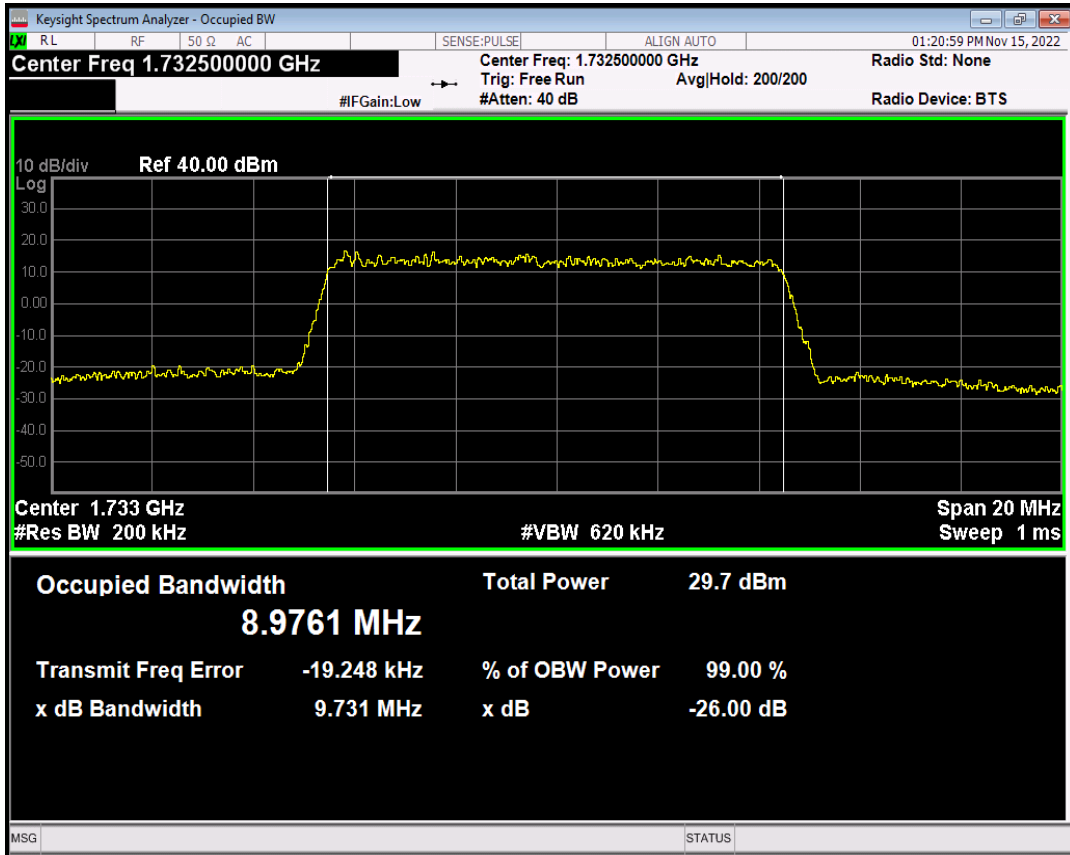 Keysight Spectrum Analyzer - Occupied BW
LXI RL RF 50 Ω AC SENSE:PULSE ALIGN AUTO 01:20:59 PM Nov 15, 2022
Center Freq 1.732500000 GHz Center Freq: 1.732500000 GHz Radio Std: None
Trig: Free Run Avg|Hold: 200/200
#IFGain:Low #Atten: 40 dB Radio Device: BTS
10 dB/div Ref 40.00 dBm
Log
30.0
20.0
10.0
0.00
-10.0
-20.0
-30.0
-40.0
-50.0
Center 1.733 GHz Span 20 MHz
#Res BW 200 kHz #VBW 620 kHz Sweep 1 ms
Occupied Bandwidth Total Power 29.7 dBm
8.9761 MHz
Transmit Freq Error -19.248 kHz % of OBW Power 99.00 %
x dB Bandwidth 9.731 MHz x dB -26.00 dB
MSG STATUS